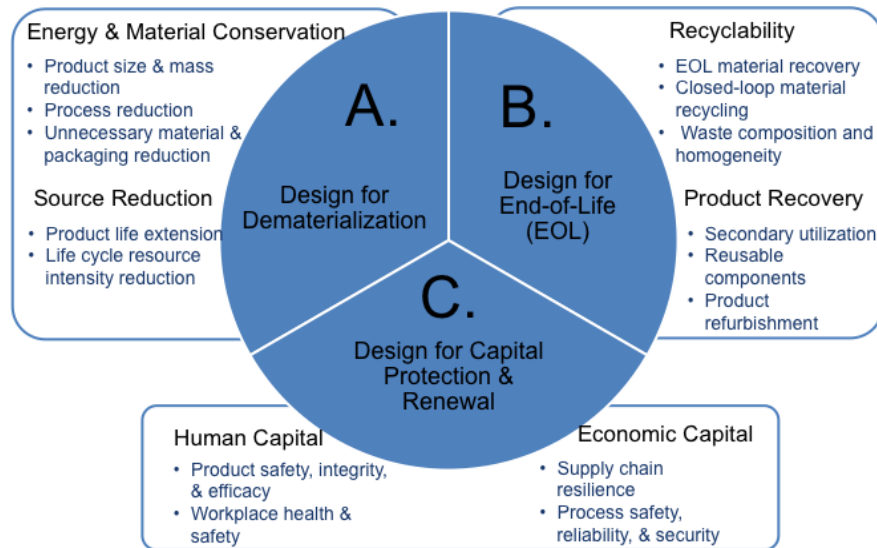 Energy & Material Conservation
• Product size & mass
reduction
• Process reduction
• Unnecessary material &
packaging reduction
Source Reduction
• Product life extension
• Life cycle resource
intensity reduction
A.
Design for
Dematerialization
B.
Design for
End-of-Life
(EOL)
Recyclability
• EOL material recovery
• Closed-loop material
recycling
• Waste composition and
homogeneity
Product Recovery
• Secondary utilization
• Reusable
components
• Product
refurbishment
C.
Design for Capital
Protection &
Renewal
Human Capital
• Product safety, integrity,
& efficacy
• Workplace health &
safety
Economic Capital
• Supply chain
resilience
• Process safety,
reliability, & security